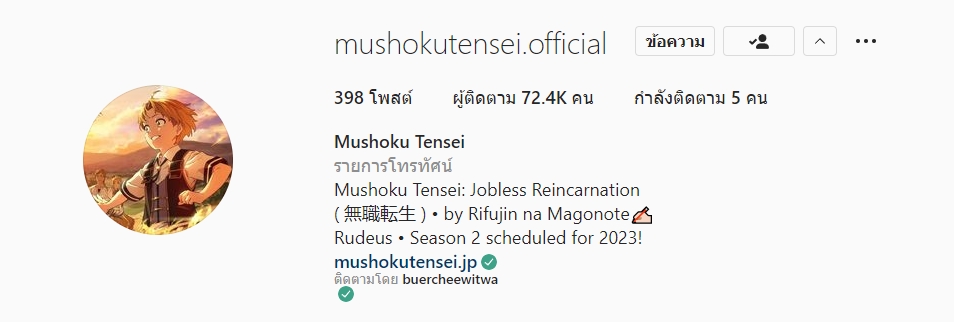 mushokutensei.official ข้อความ
398 โพสต์ ผู้ติดตาม 72.4K คน กำลังติดตาม 5 คน
Mushoku Tensei
รายการโทรทัศน์
Mushoku Tensei: Jobless Reincarnation
( 無職転生 ) • by Rifujin na Magonote✍🏻
Rudeus • Season 2 scheduled for 2023!
mushokutensei.jp
ติดตามโดย buercheewitwa